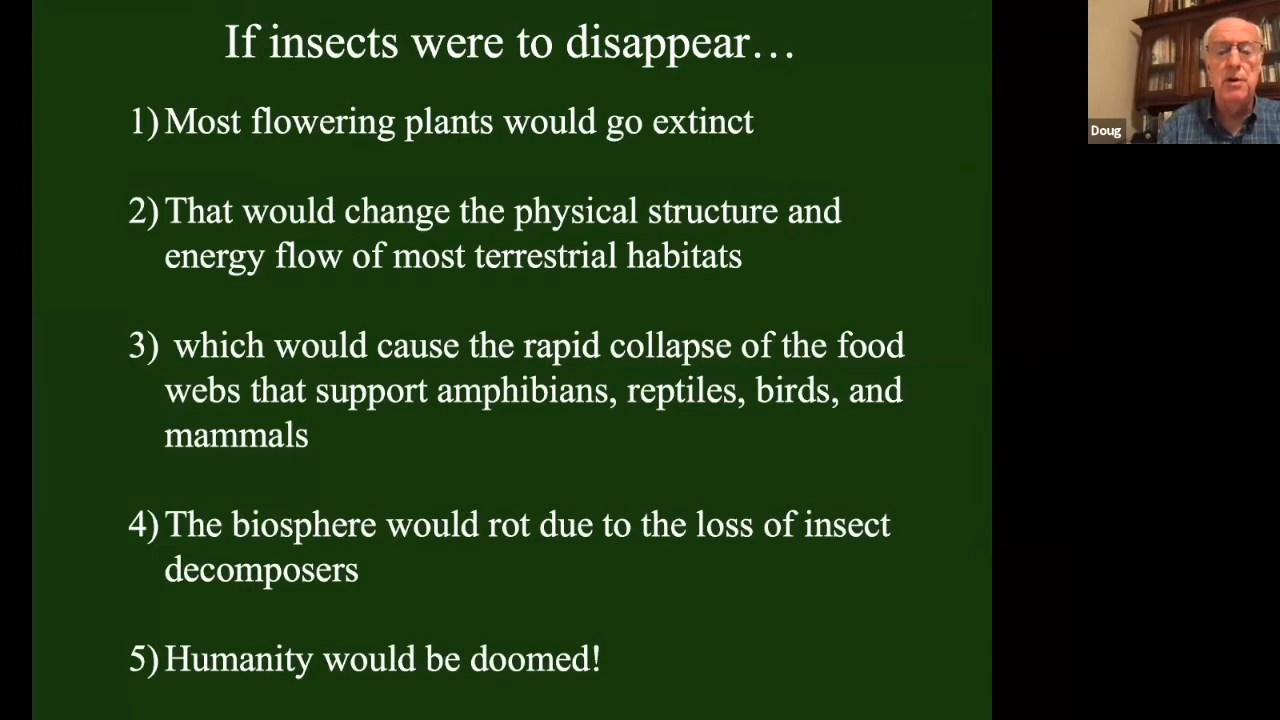 If insects were to disappear…
1) Most flowering plants would go extinct
2) That would change the physical structure and
energy flow of most terrestrial habitats
3) which would cause the rapid collapse of the food
webs that support amphibians, reptiles, birds, and
mammals
4) The biosphere would rot due to the loss of insect
decomposers
5) Humanity would be doomed!
Doug